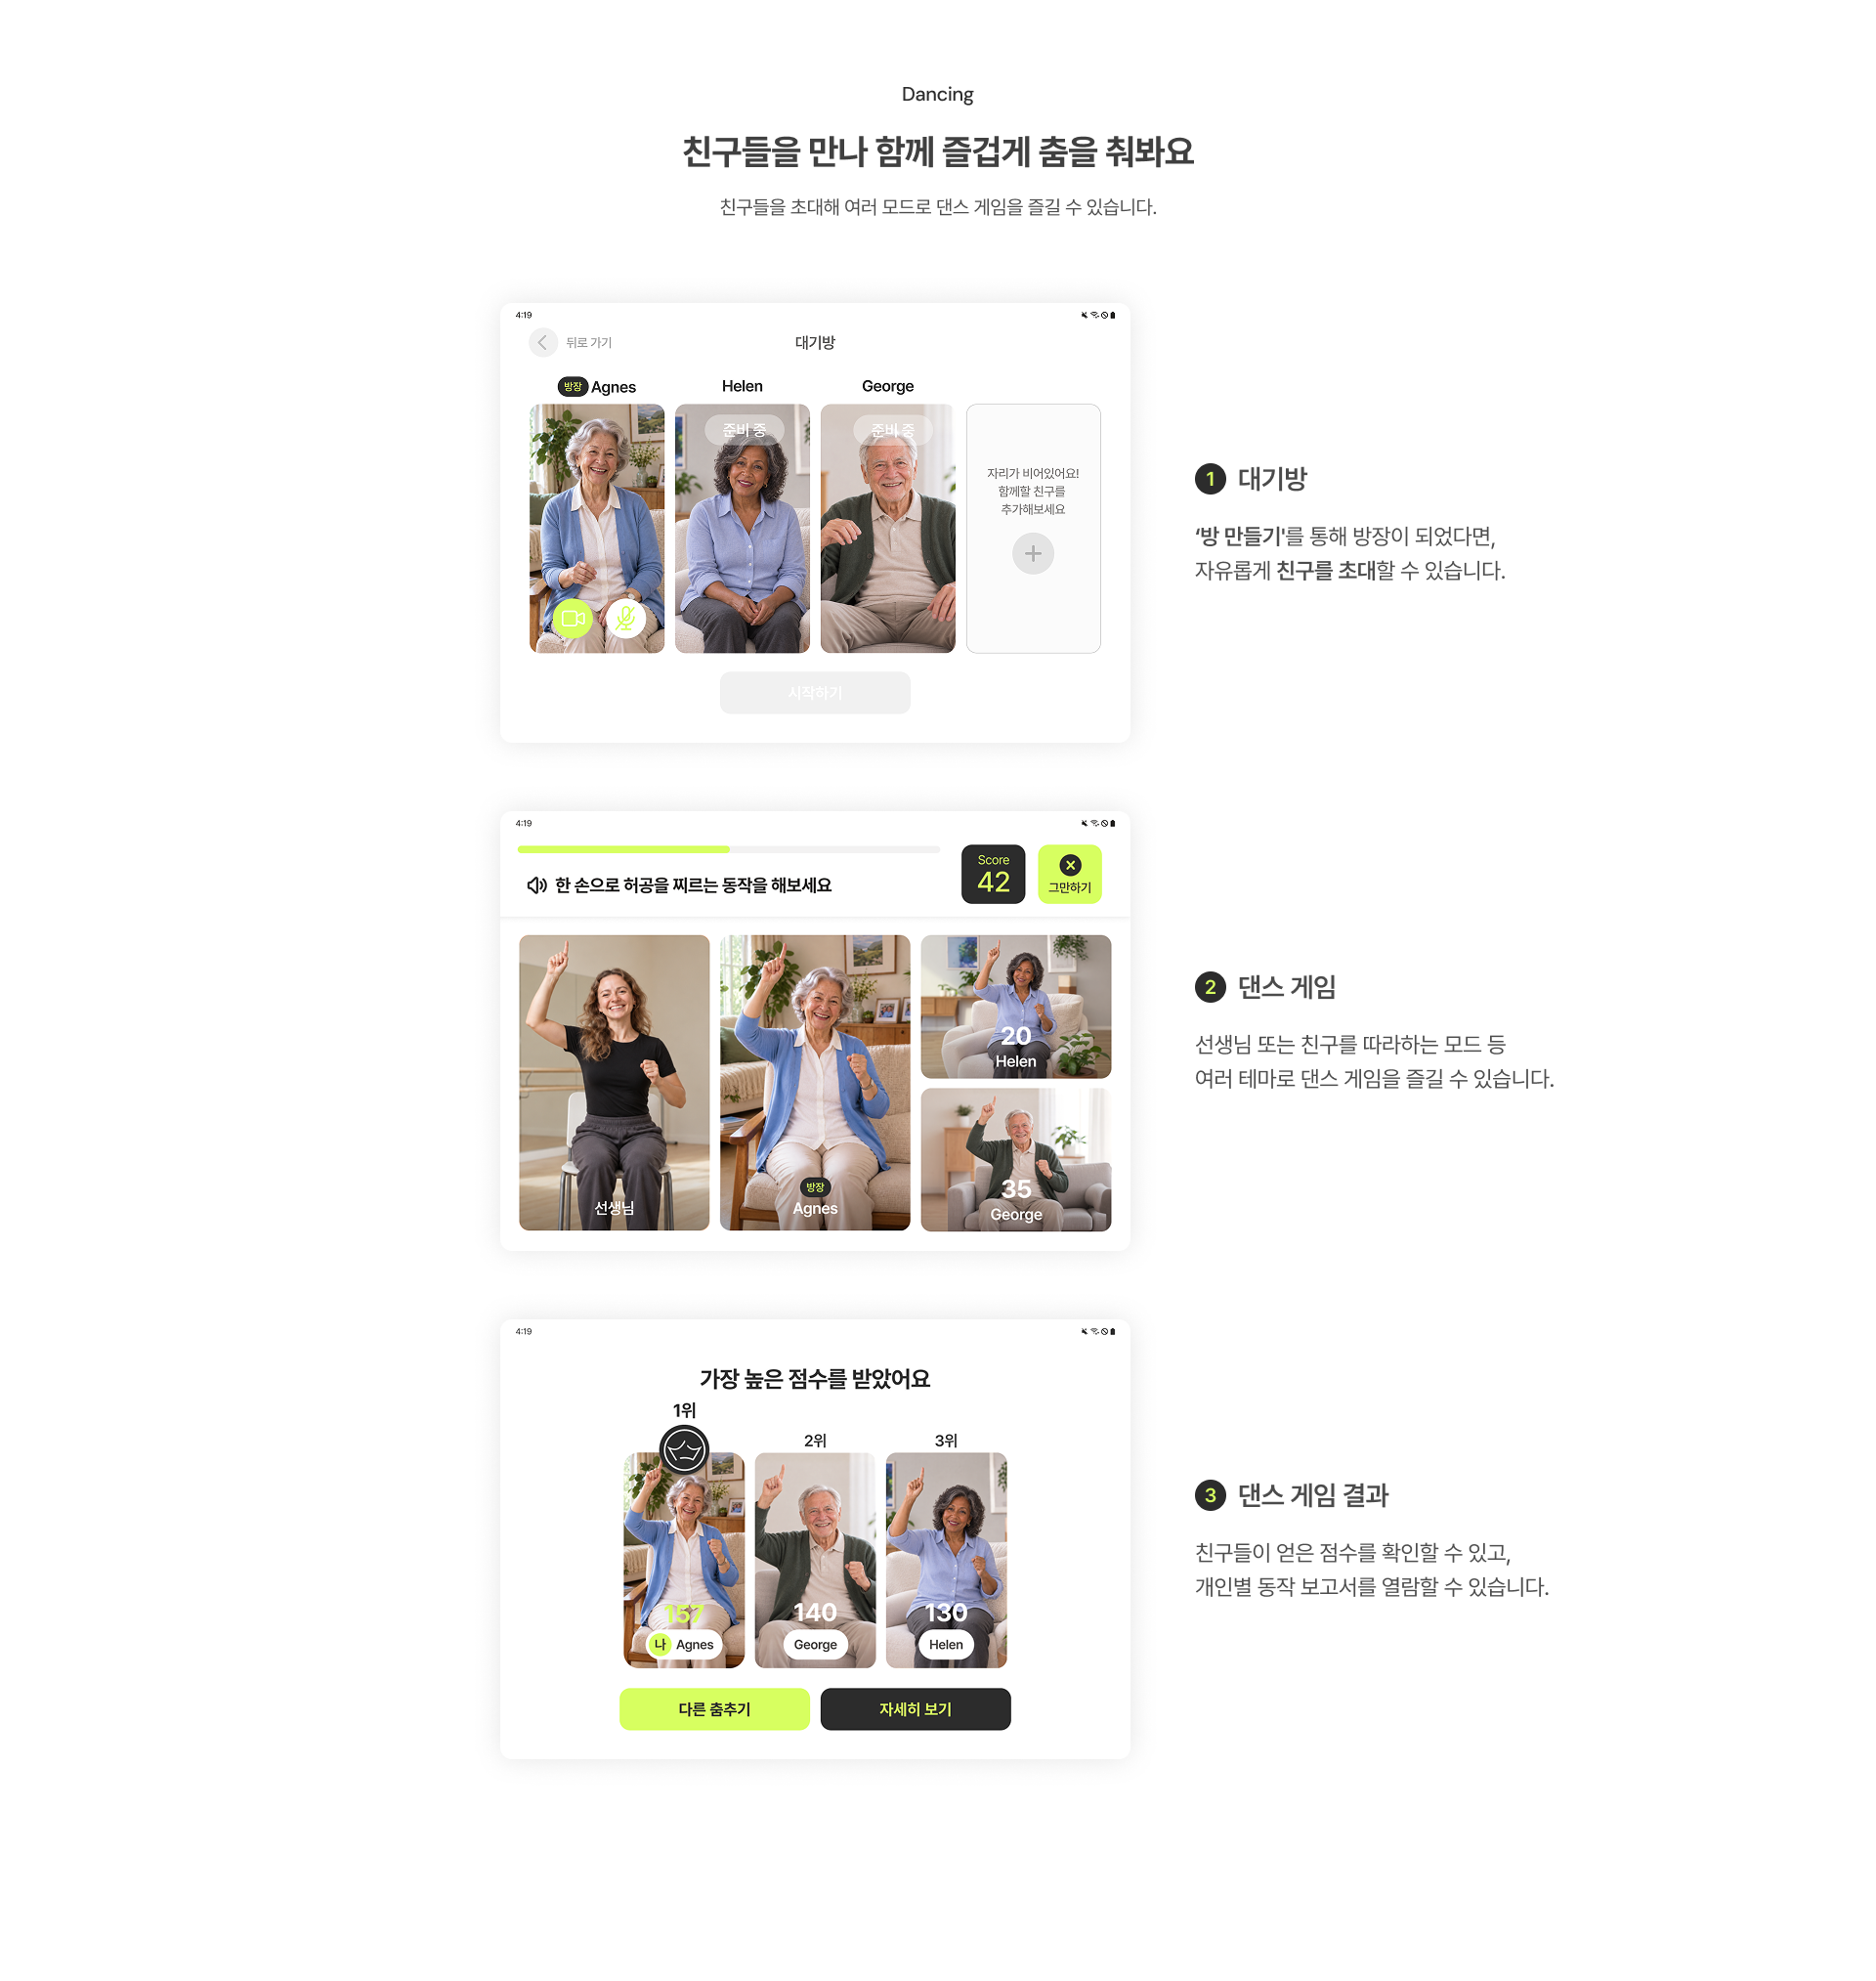 Dancing
친구들을 만나 함께 즐겁게 춤을 춰봐요
친구들을 초대해 여러 모드로 댄스 게임을 즐길 수 있습니다.
4:19
뒤로 가기
대기방
방장 Agnes
Helen
George
준비 중
준비 중
자리가 비어있어요!
함께할 친구를
추가해보세요
시작하기
1 대기방
‘방 만들기'를 통해 방장이 되었다면,
자유롭게 친구를 초대할 수 있습니다.
4:19
한 손으로 허공을 찌르는 동작을 해보세요
Score
42
그만하기
선생님
방장
Agnes
20
Helen
35
George
2 댄스 게임
선생님 또는 친구를 따라하는 모드 등
여러 테마로 댄스 게임을 즐길 수 있습니다.
4:19
가장 높은 점수를 받았어요
1위
2위
3위
157
나 Agnes
140
George
130
Helen
다른 춤추기
자세히 보기
3 댄스 게임 결과
친구들이 얻은 점수를 확인할 수 있고,
개인별 동작 보고서를 열람할 수 있습니다.